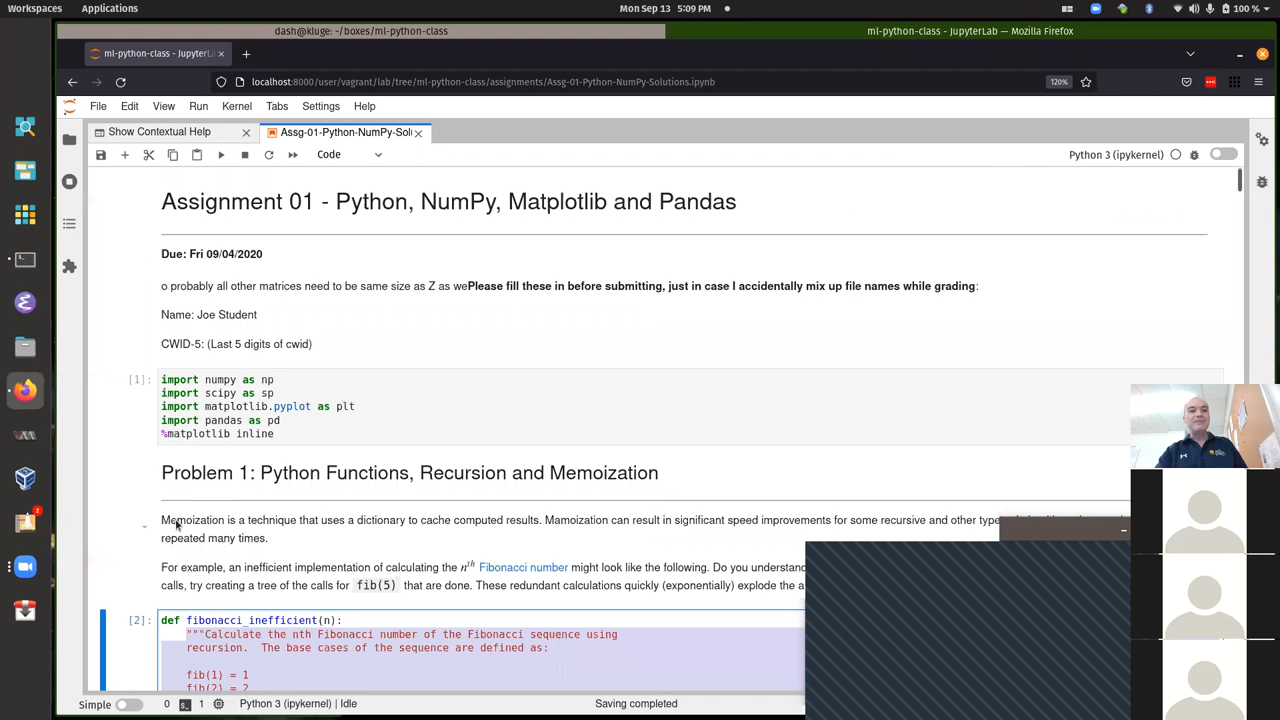 Workspaces Applications Mon Sep 13 5:09 PM 100 %
dash@kluge: ~/boxes/ml-python-class ml-python-class - JupyterLab — Mozilla Firefox
ml-python-class - JupyterLab
localhost:8000/user/vagrant/lab/tree/ml-python-class/assignments/Assg-01-Python-NumPy-Solutions.ipynb 120%
File Edit View Run Kernel Tabs Settings Help
Show Contextual Help Assg-01-Python-NumPy-Sol
Code Python 3 (ipykernel)
Assignment 01 - Python, NumPy, Matplotlib and Pandas
Due: Fri 09/04/2020
o probably all other matrices need to be same size as Z as wePlease fill these in before submitting, just in case I accidentally mix up file names while grading:
Name: Joe Student
CWID-5: (Last 5 digits of cwid)
[1]: import numpy as np
import scipy as sp
import matplotlib.pyplot as plt
import pandas as pd
%matplotlib inline
Problem 1: Python Functions, Recursion and Memoization
Memoization is a technique that uses a dictionary to cache computed results. Mamoization can result in significant speed improvements for some recursive and other type
repeated many times.
For example, an inefficient implementation of calculating the nth Fibonacci number might look like the following. Do you understand
calls, try creating a tree of the calls for fib(5) that are done. These redundant calculations quickly (exponentially) explode the a
[2]: def fibonacci_inefficient(n):
"""Calculate the nth Fibonacci number of the Fibonacci sequence using
recursion. The base cases of the sequence are defined as:
fib(1) = 1
fib(2) = 2
Simple 0 1 Python 3 (ipykernel) | Idle Saving completed
2